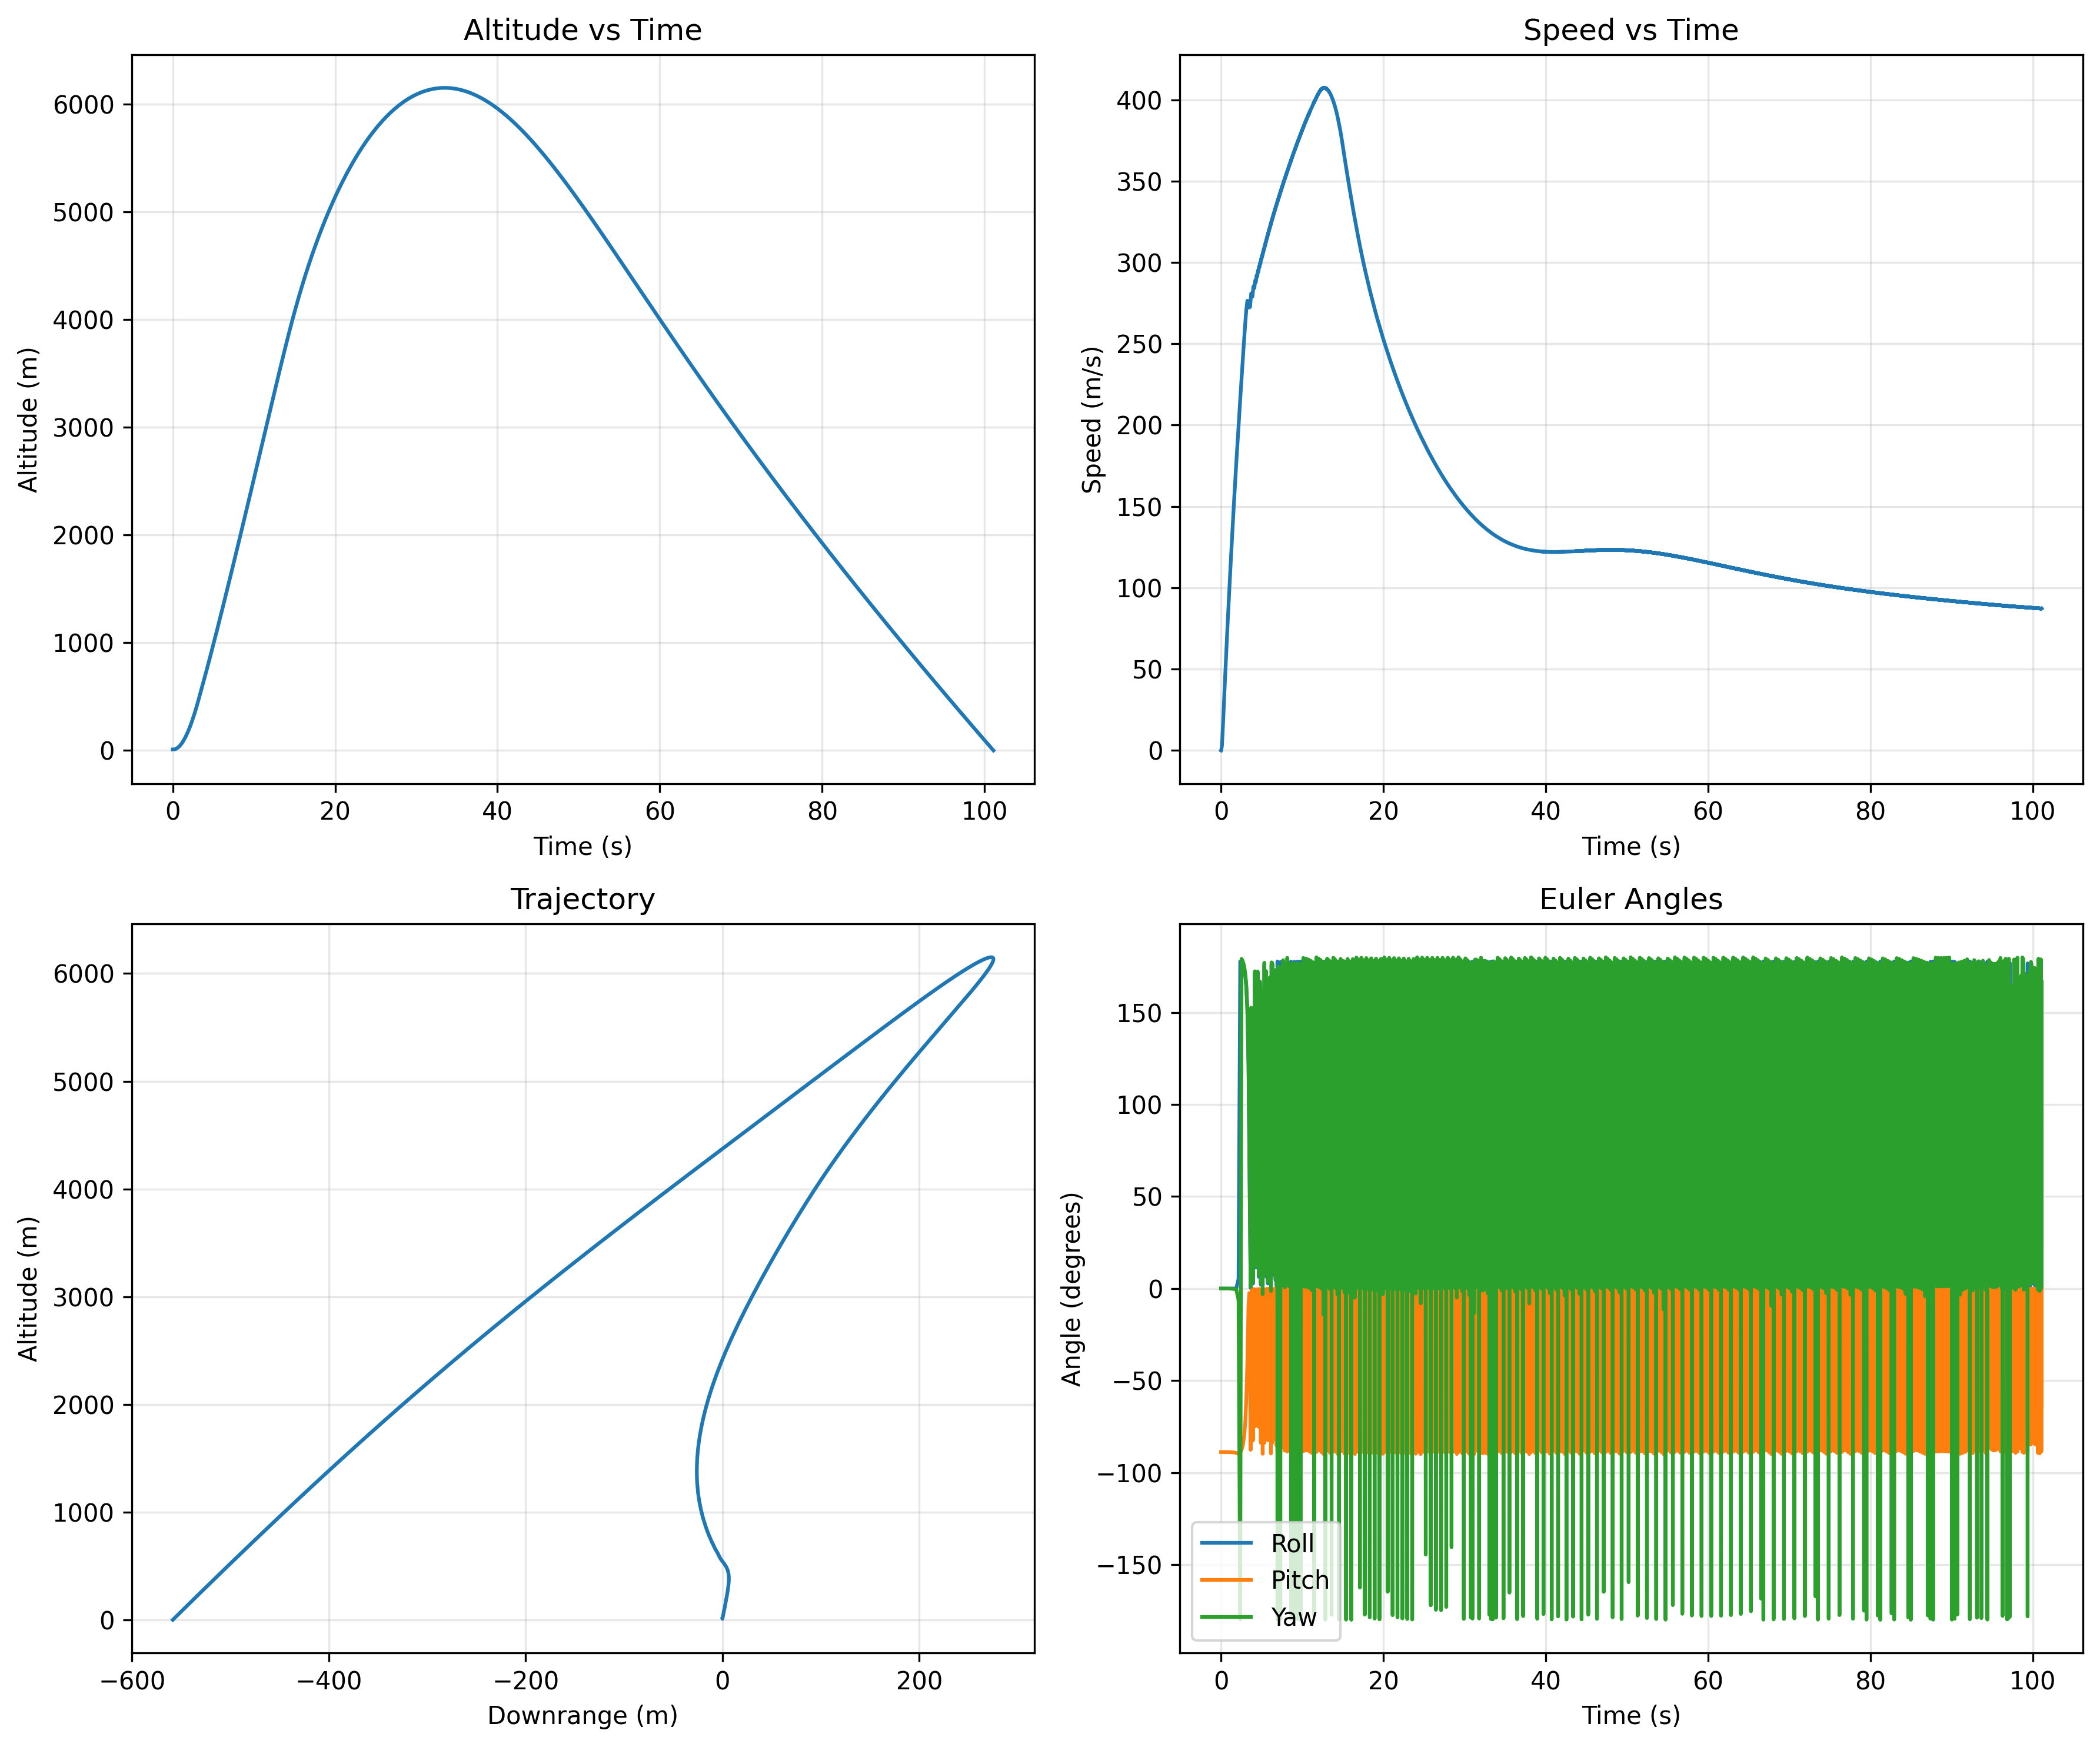 Altitude vs Time
Altitude (m)
6000
5000
4000
3000
2000
1000
0
0 20 40 60 80 100
Time (s)
Speed vs Time
Speed (m/s)
400
350
300
250
200
150
100
50
0
0 20 40 60 80 100
Time (s)
Trajectory
Altitude (m)
6000
5000
4000
3000
2000
1000
0
−600 −400 −200 0 200
Downrange (m)
Euler Angles
Angle (degrees)
150
100
50
0
−50
−100
−150
Roll
Pitch
Yaw
0 20 40 60 80 100
Time (s)